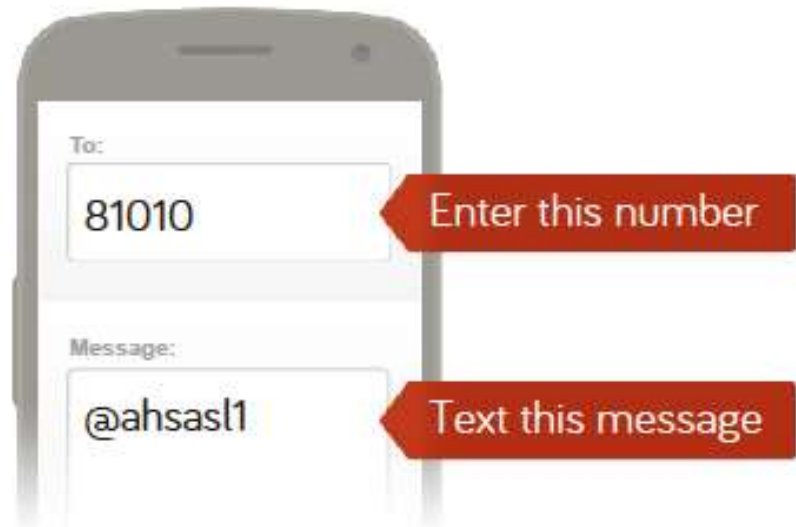 To:
81010
Enter this number
Message:
@ahsasl1
Text this message